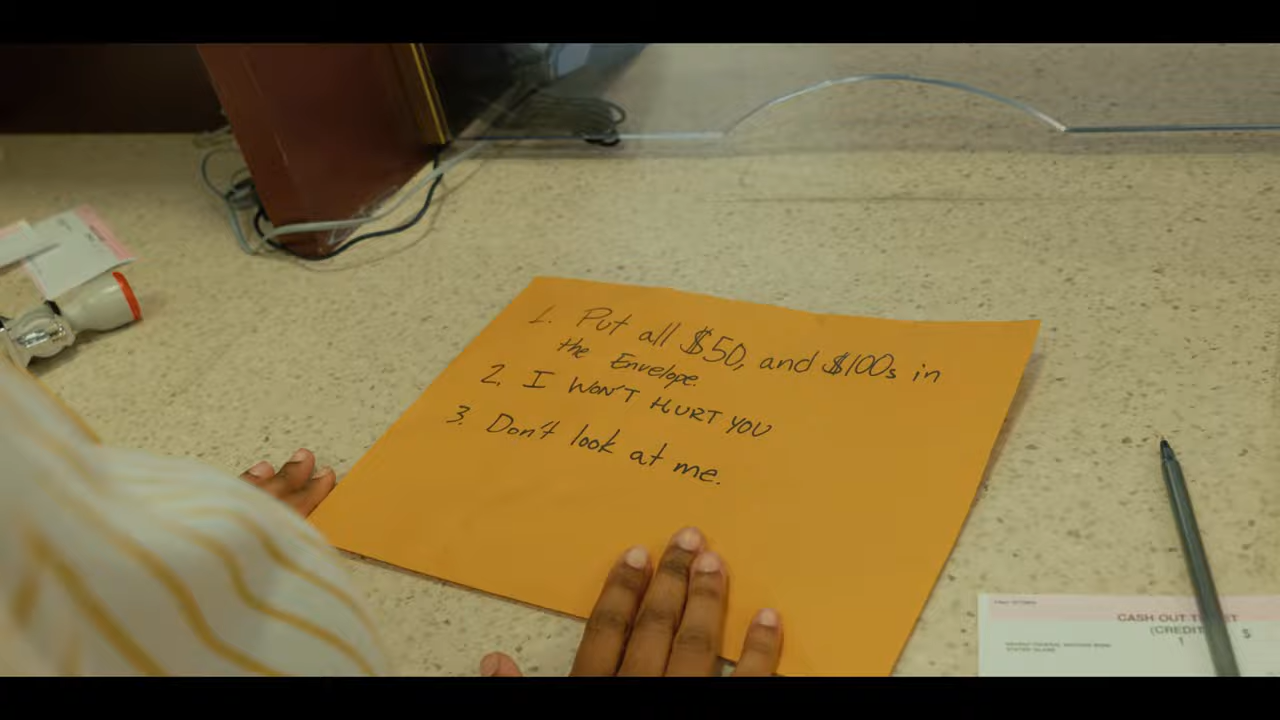 1. Put all $50, and $100s in
the Envelope.
2. I WON'T HURT YOU
3. Don't look at me.
CASH OUT
(CREDIT
1
$